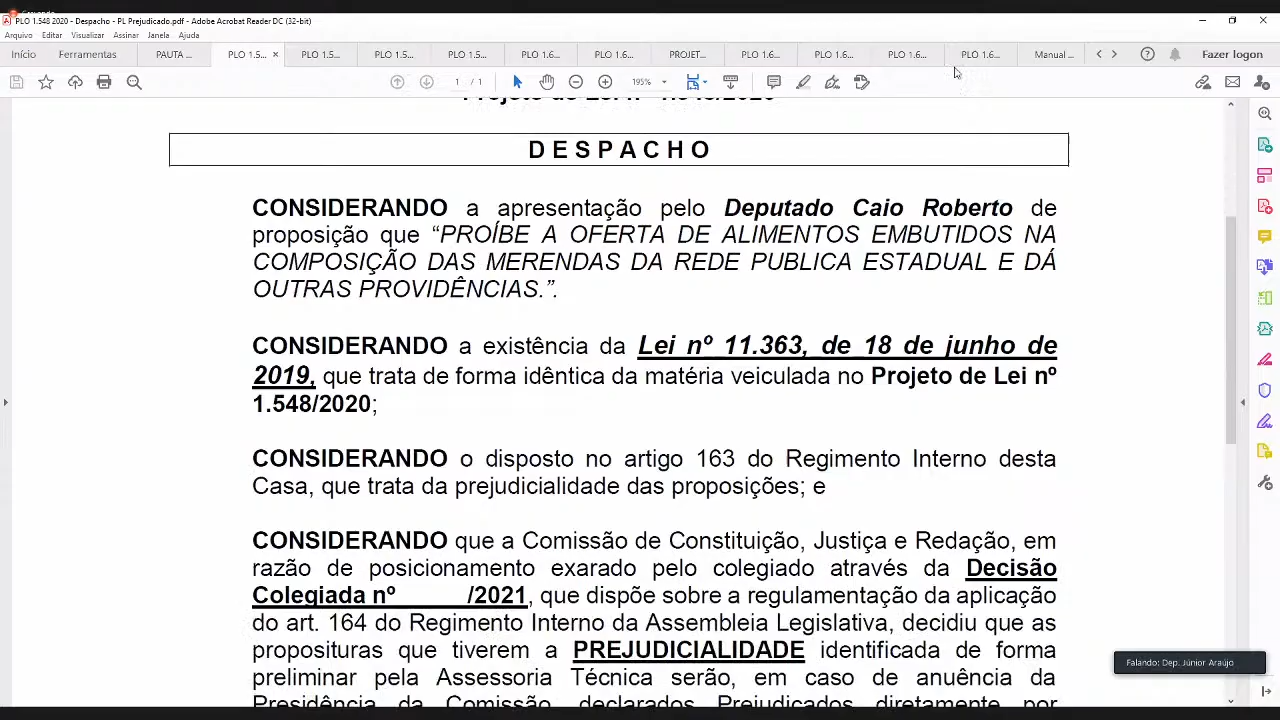 PLO 1.548 2020 - Despacho - PL Prejudicado.pdf - Adobe Acrobat Reader DC (32-bit)
Arquivo Editar Visualizar Assinar Janela Ajuda
Início Ferramentas PAUTA ... PLO 1.5... × PLO 1.5... PLO 1.5... PLO 1.5... PLO 1.6... PLO 1.6... PROJET... PLO 1.6... PLO 1.6... PLO 1.6... PLO 1.6... Manual ... Fazer logon
1 / 1 195%
DESPACHO
CONSIDERANDO a apresentação pelo Deputado Caio Roberto de
proposição que “PROÍBE A OFERTA DE ALIMENTOS EMBUTIDOS NA
COMPOSIÇÃO DAS MERENDAS DA REDE PUBLICA ESTADUAL E DÁ
OUTRAS PROVIDÊNCIAS.”.
CONSIDERANDO a existência da Lei nº 11.363, de 18 de junho de
2019, que trata de forma idêntica da matéria veiculada no Projeto de Lei nº
1.548/2020;
CONSIDERANDO o disposto no artigo 163 do Regimento Interno desta
Casa, que trata da prejudicialidade das proposições; e
CONSIDERANDO que a Comissão de Constituição, Justiça e Redação, em
razão de posicionamento exarado pelo colegiado através da Decisão
Colegiada nº /2021, que dispõe sobre a regulamentação da aplicação
do art. 164 do Regimento Interno da Assembleia Legislativa, decidiu que as
proposituras que tiverem a PREJUDICIALIDADE identificada de forma
preliminar pela Assessoria Técnica serão, em caso de anuência da
Presidência da Comissão, declarados Prejudicados diretamente por
Falando: Dep. Júnior Araújo